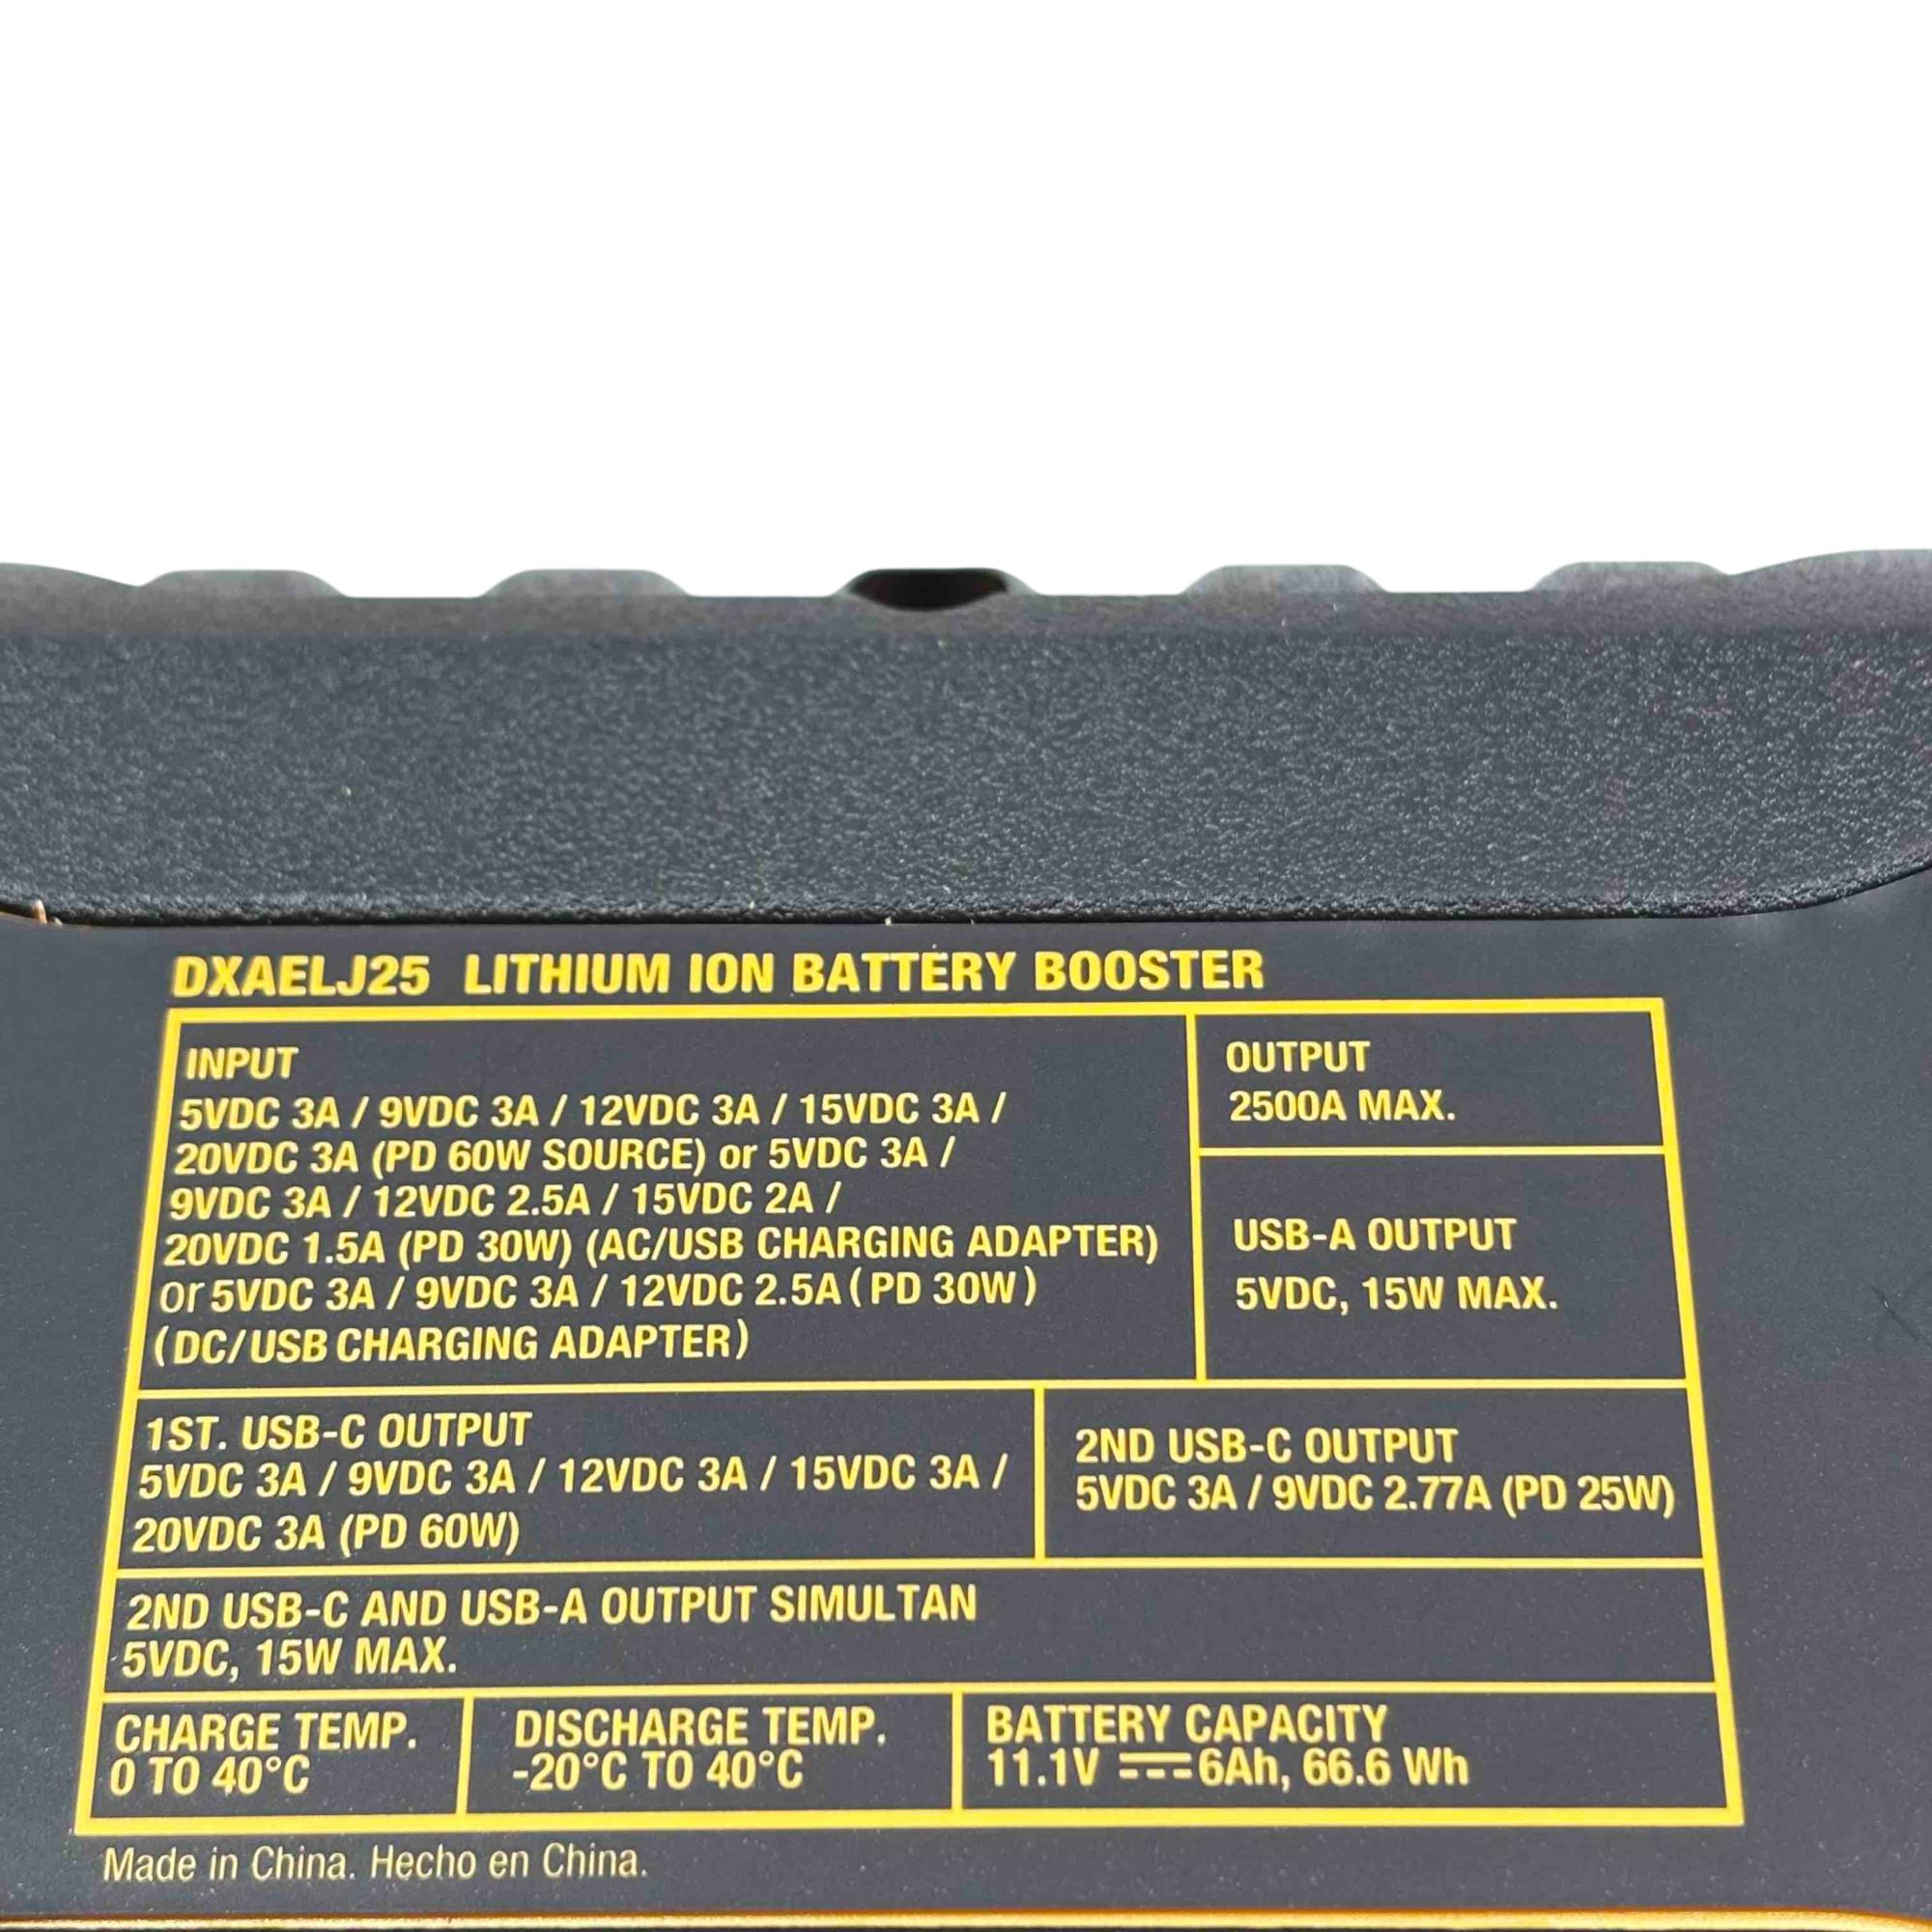 DXAELJ25 LITHIUM ION BATTERY BOOSTER
INPUT
5VDC 3A / 9VDC 3A / 12VDC 3A / 15VDC 3A /
20VDC 3A (PD 60W SOURCE) or 5VDC 3A /
9VDC 3A / 12VDC 2.5A / 15VDC 2A /
20VDC 1.5A (PD 30W) (AC/USB CHARGING ADAPTER)
or 5VDC 3A / 9VDC 3A / 12VDC 2.5A (PD 30W)
(DC/USB CHARGING ADAPTER)
OUTPUT
2500A MAX.
USB-A OUTPUT
5VDC, 15W MAX.
1ST. USB-C OUTPUT
5VDC 3A / 9VDC 3A / 12VDC 3A / 15VDC 3A /
20VDC 3A (PD 60W)
2ND USB-C OUTPUT
5VDC 3A / 9VDC 2.77A (PD 25W)
2ND USB-C AND USB-A OUTPUT SIMULTAN
5VDC, 15W MAX.
CHARGE TEMP.
0 TO 40°C
DISCHARGE TEMP.
-20°C TO 40°C
BATTERY CAPACITY
11.1V ⎓ 6Ah, 66.6 Wh
Made in China. Hecho en China.